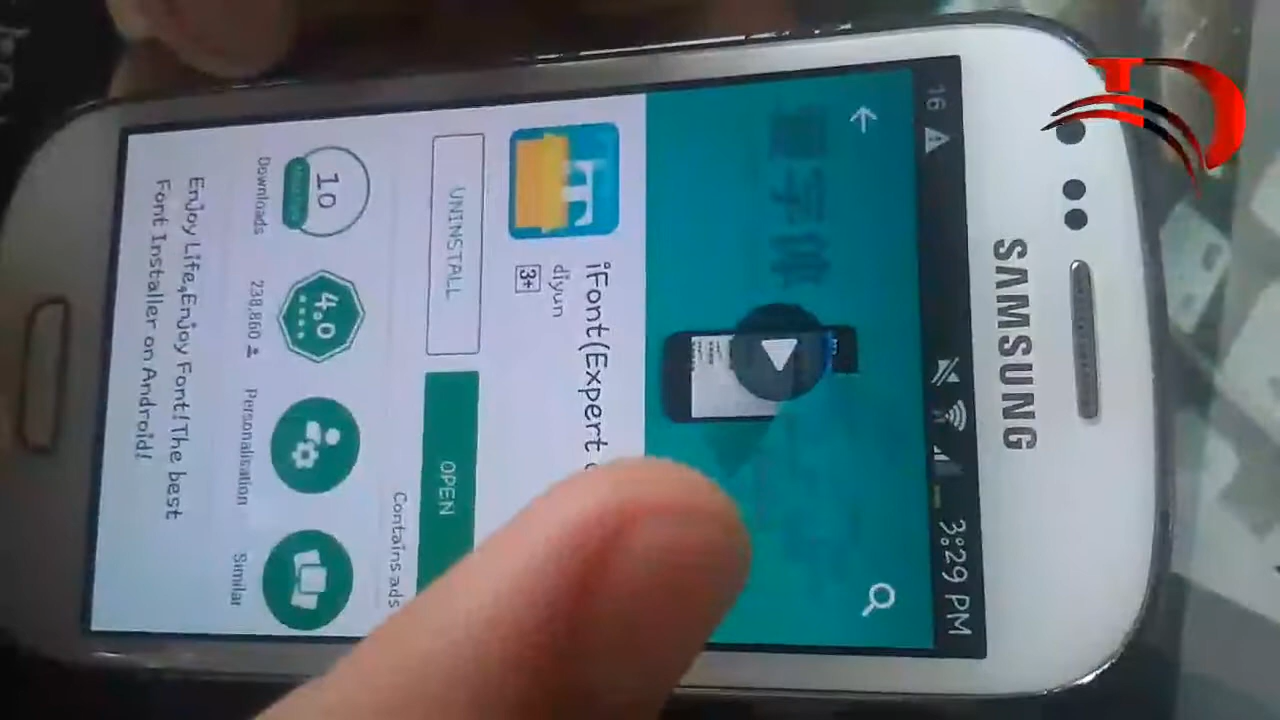 16
3:29 PM
SAMSUNG
iFont(Expert
diyun
3+
UNINSTALL
OPEN
Contains ads
10
4.0
Downloads
238,860
Personalisation
Similar
Enjoy Life,Enjoy Font!The best
Font Installer on Android!
D